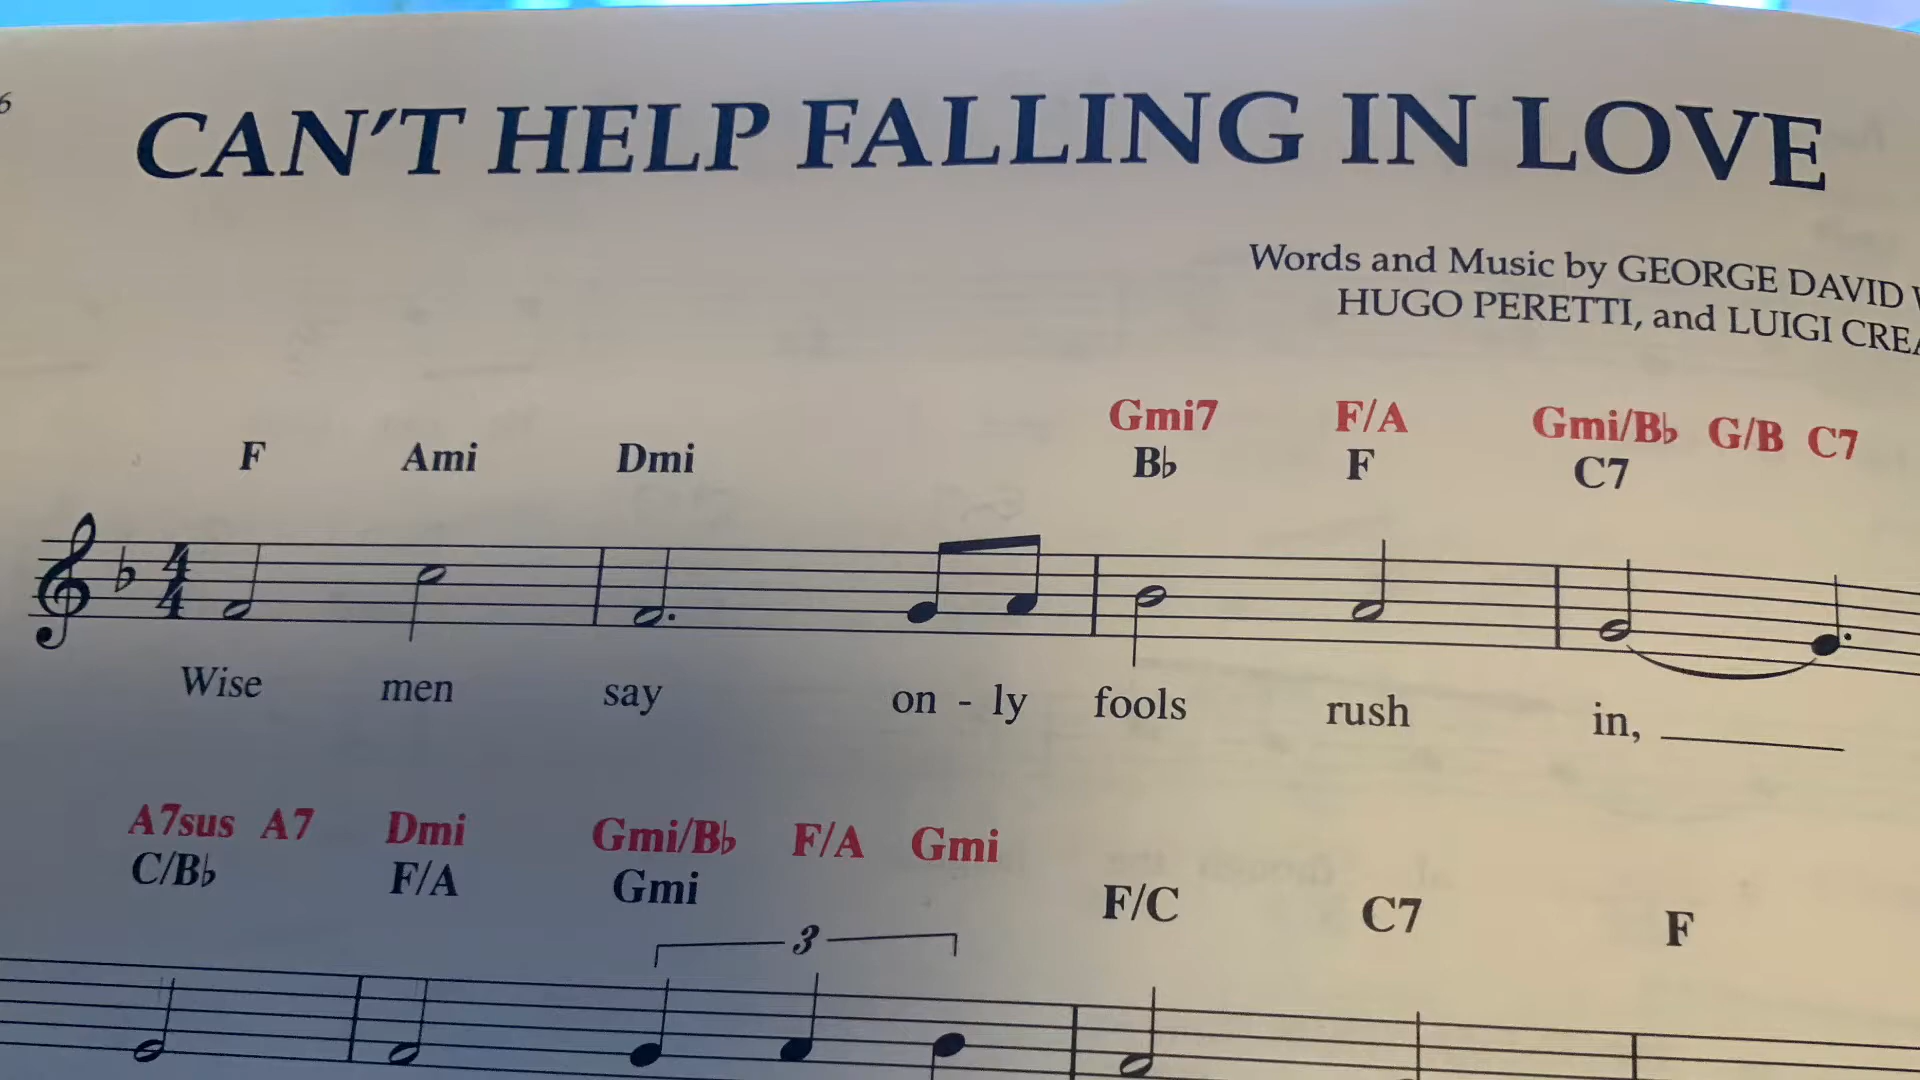 6
CAN'T HELP FALLING IN LOVE
Words and Music by GEORGE DAVID
HUGO PERETTI, and LUIGI
Gmi7 F/A Gmi/B♭ G/B C7
F Ami Dmi B♭ F C7
4
4
Wise men say on - ly fools rush in,
A7sus A7 Dmi Gmi/B♭ F/A Gmi
C/B♭ F/A Gmi F/C C7 F
3